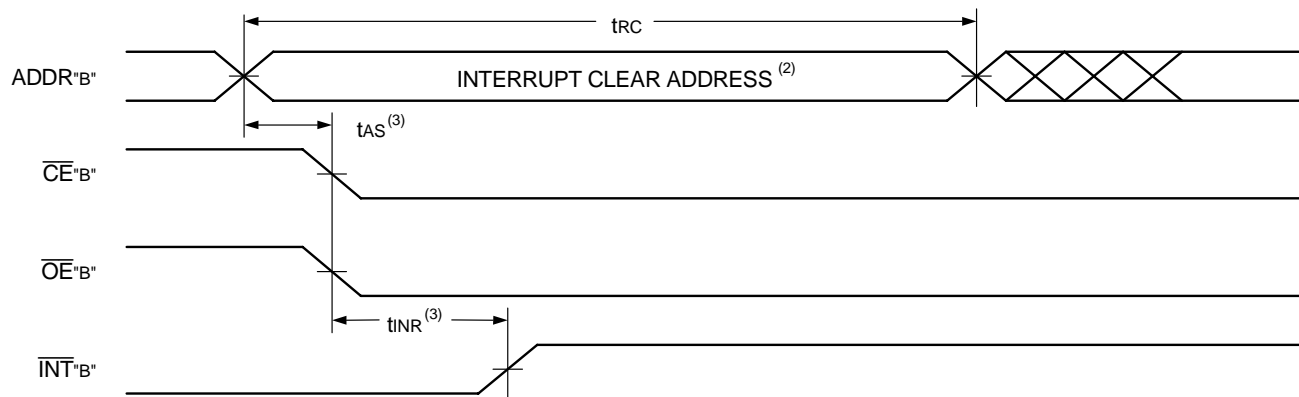 tRC
ADDR"B"
INTERRUPT CLEAR ADDRESS (2)
tAS(3)
CE"B"
OE"B"
tINR(3)
INT"B"